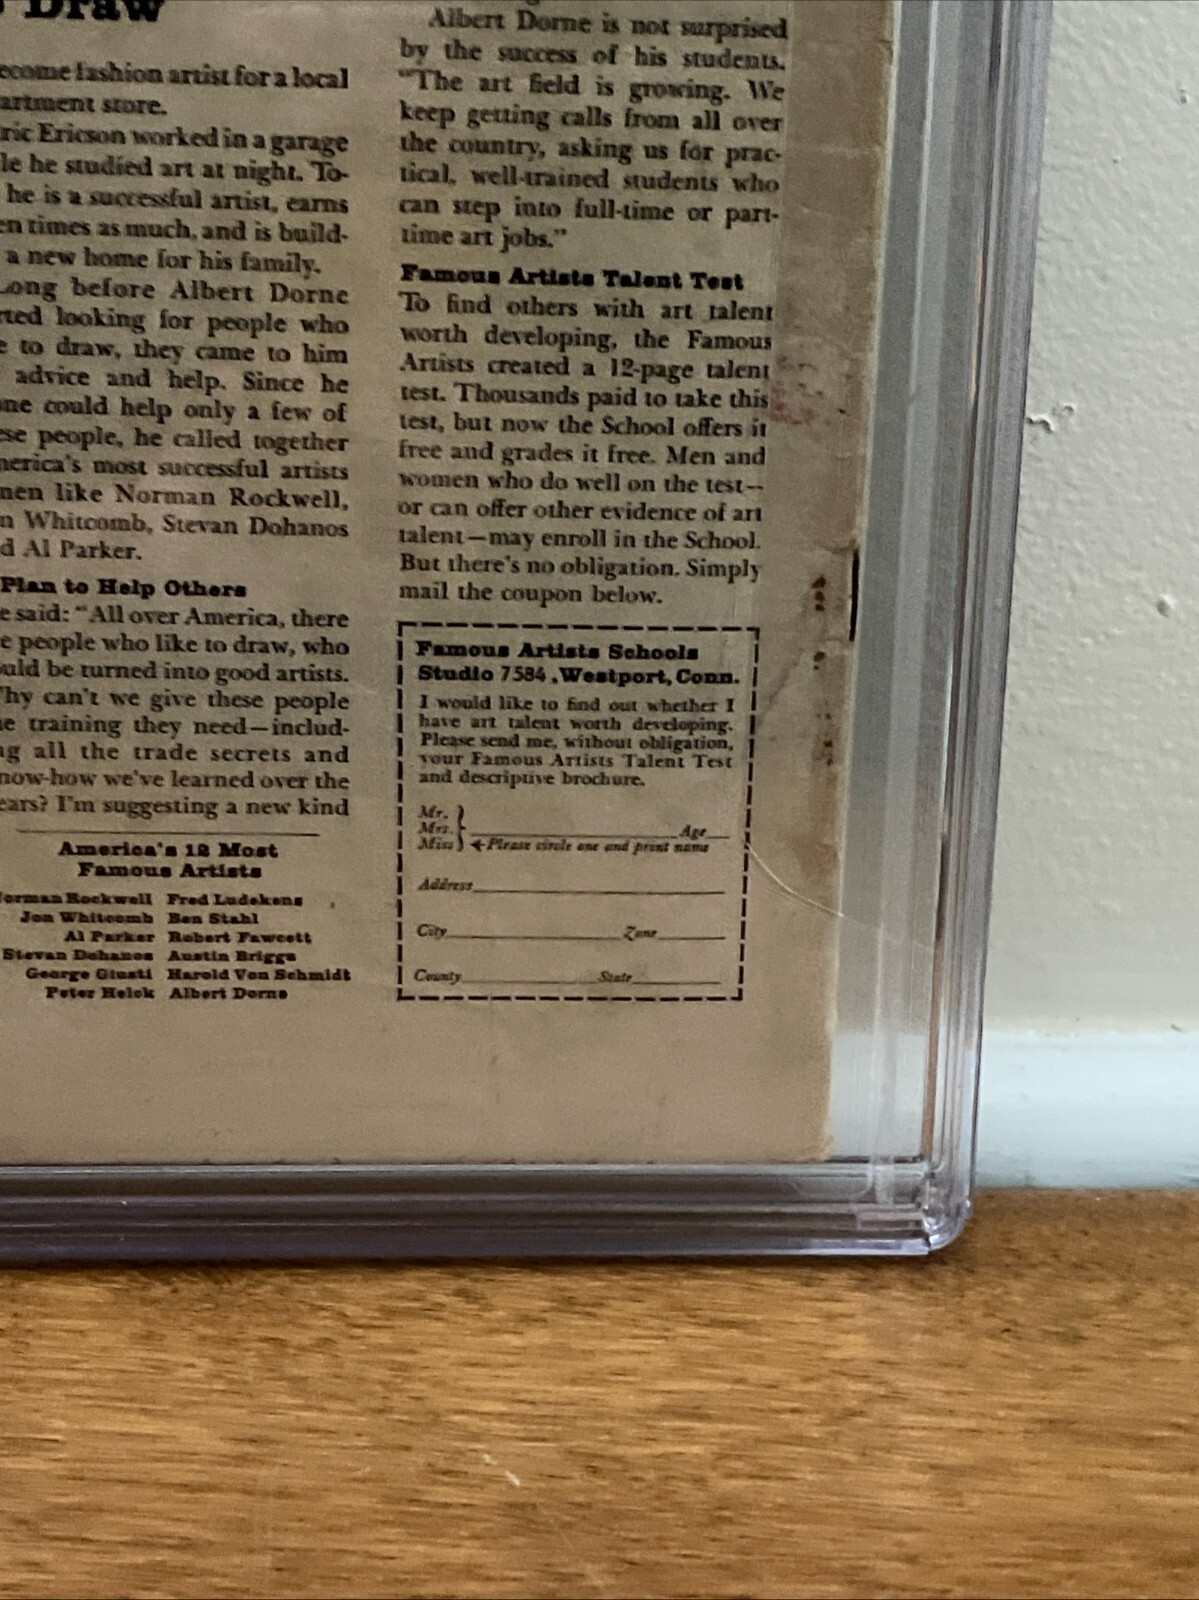 Draw
ecome fashion artist for a local
artment store.
ric Ericson worked in a garage
le he studied art at night. To-
he is a successful artist, earns
en times as much, and is build-
a new home for his family.
Long before Albert Dorne
rted looking for people who
e to draw, they came to him
advice and help. Since he
ne could help only a few of
ese people, he called together
merica's most successful artists
men like Norman Rockwell,
n Whitcomb, Stevan Dohanos
d Al Parker.
Plan to Help Others
e said: "All over America, there
e people who like to draw, who
uld be turned into good artists.
Why can't we give these people
e training they need—includ-
ng all the trade secrets and
now-how we've learned over the
ears? I'm suggesting a new kind
America's 12 Most
Famous Artists
Norman Rockwell Fred Ludekens
Jon Whitcomb Ben Stahl
Al Parker Robert Fawcett
Stevan Dohanos Austin Briggs
George Giusti Harold Von Schmidt
Peter Helck Albert Dorne
Albert Dorne is not surprised
by the success of his students.
"The art field is growing. We
keep getting calls from all over
the country, asking us for prac-
tical, well-trained students who
can step into full-time or part-
time art jobs."
Famous Artists Talent Test
To find others with art talent
worth developing, the Famous
Artists created a 12-page talent
test. Thousands paid to take this
test, but now the School offers it
free and grades it free. Men and
women who do well on the test—
or can offer other evidence of art
talent—may enroll in the School.
But there's no obligation. Simply
mail the coupon below.
Famous Artists Schools
Studio 7584, Westport, Conn.
I would like to find out whether I
have art talent worth developing.
Please send me, without obligation,
your Famous Artists Talent Test
and descriptive brochure.
Mr.
Mrs. Age
Miss Please circle one and print name
Address
City Zone
County State